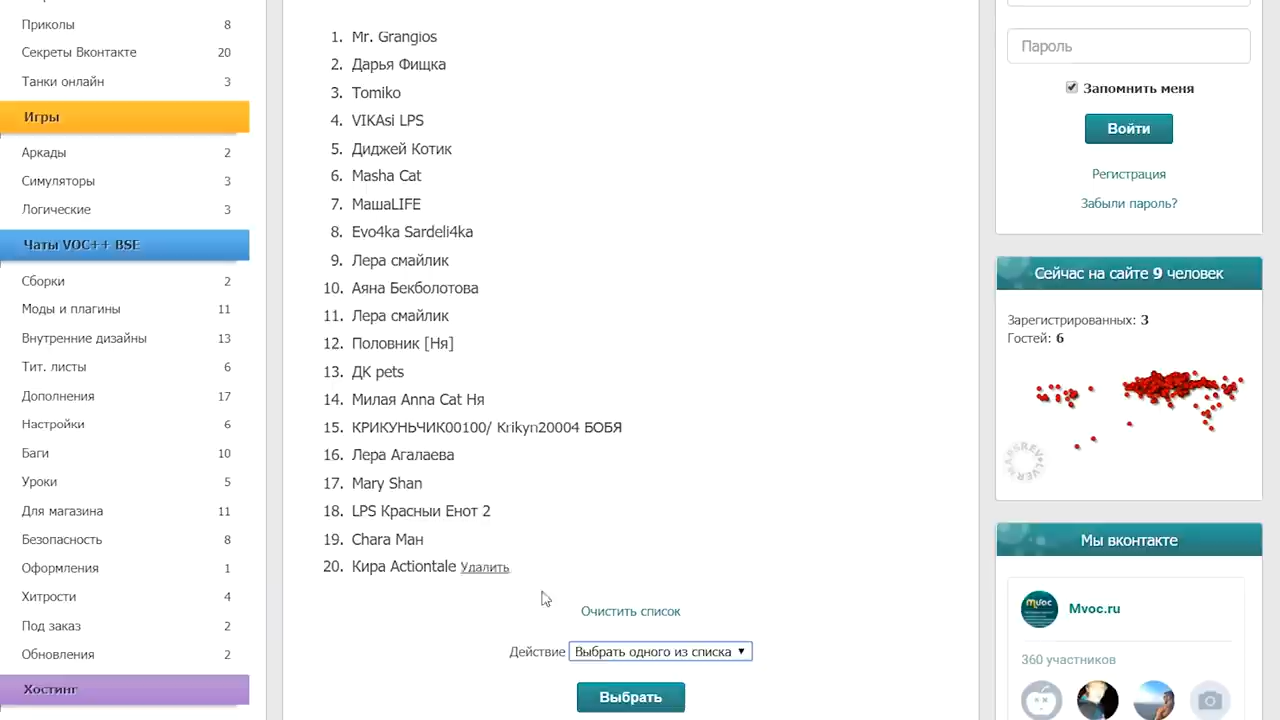 Приколы 8
Секреты Вконтакте 20
Танки онлайн 3
Игры
Аркады 2
Симуляторы 3
Логические 3
Чаты VOC++ BSE
Сборки 2
Моды и плагины 11
Внутренние дизайны 13
Тит. листы 6
Дополнения 17
Настройки 6
Баги 10
Уроки 5
Для магазина 11
Безопасность 8
Оформления 1
Хитрости 4
Под заказ 2
Обновления 2
Хостинг
1. Mr. Grangios
2. Дарья Фищка
3. Tomiko
4. VIKAsi LPS
5. Диджей Котик
6. Masha Cat
7. МашаLIFE
8. Evo4ka Sardeli4ka
9. Лера смайлик
10. Аяна Бекболотова
11. Лера смайлик
12. Половник [Ня]
13. ДК pets
14. Милая Anna Cat Ня
15. КРИКУНЬЧИК00100/ Krikyn20004 БОБЯ
16. Лера Агалаева
17. Mary Shan
18. LPS Красныи Енот 2
19. Chara Ман
20. Кира Actiontale Удалить
Очистить список
Действие Выбрать одного из списка
Выбрать
Пароль
Запомнить меня
Войти
Регистрация
Забыли пароль?
Сейчас на сайте 9 человек
Зарегистрированных: 3
Гостей: 6
Мы вконтакте
Mvoc
Mvoc.ru
360 участников